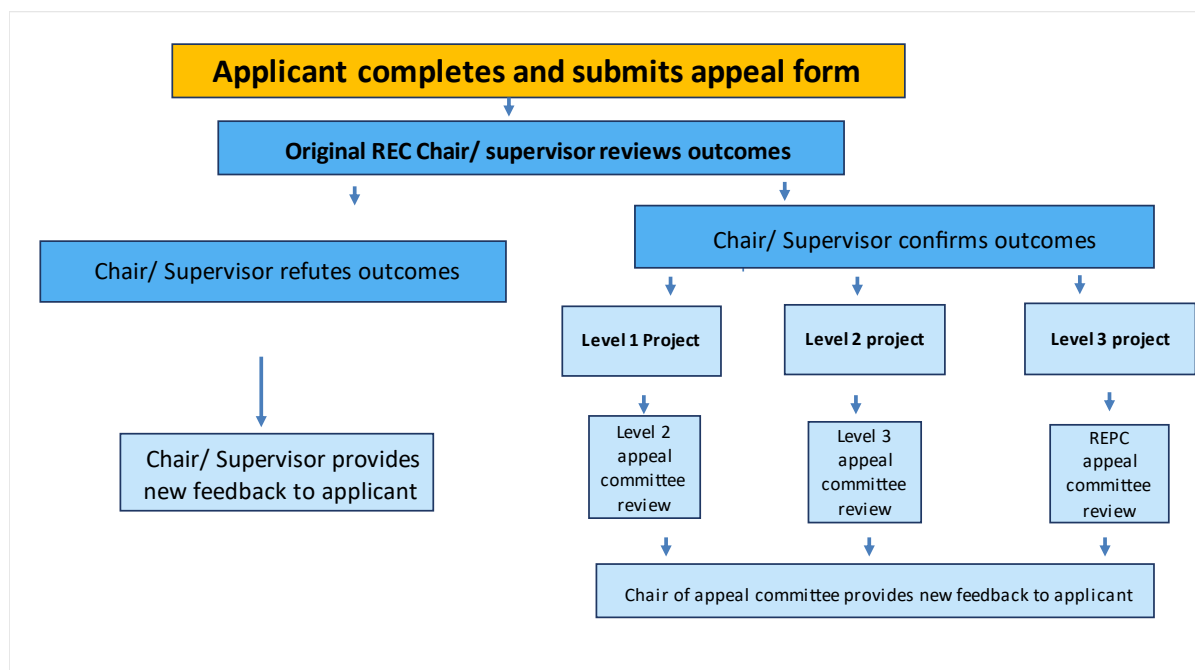 Applicant completes and submits appeal form
Original REC Chair/ supervisor reviews outcomes
Chair/ Supervisor refutes outcomes
Chair/ Supervisor provides
new feedback to applicant
Chair/ Supervisor confirms outcomes
Level 1 Project
Level 2 project
Level 3 project
Level 2
appeal
committee
review
Level 3
appeal
committee
review
REPC
appeal
committee
review
Chair of appeal committee provides new feedback to applicant